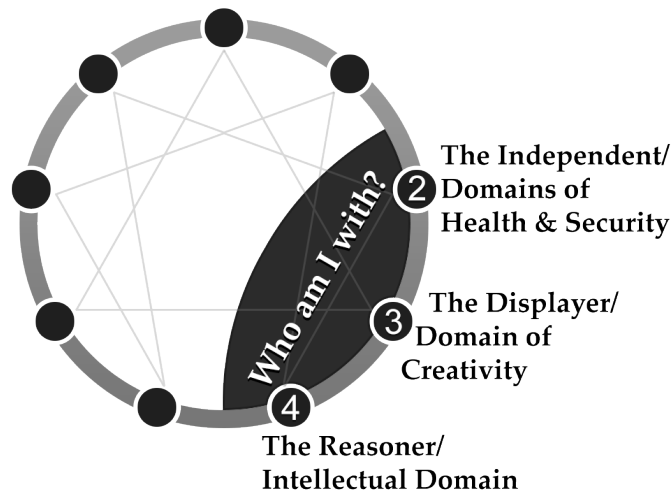 The Independent/
2 Domains of
Health & Security
Who am I with?
The Displayer/
3 Domain of
Creativity
4
The Reasoner/
Intellectual Domain